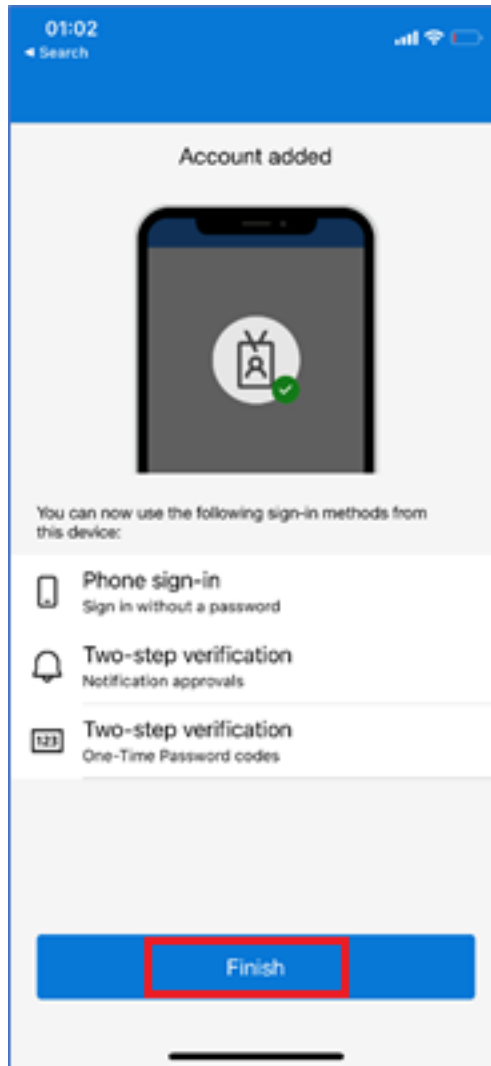 01:02
◀ Search
Account added
You can now use the following sign-in methods from
this device:
Phone sign-in
Sign in without a password
Two-step verification
Notification approvals
123
Two-step verification
One-Time Password codes
Finish